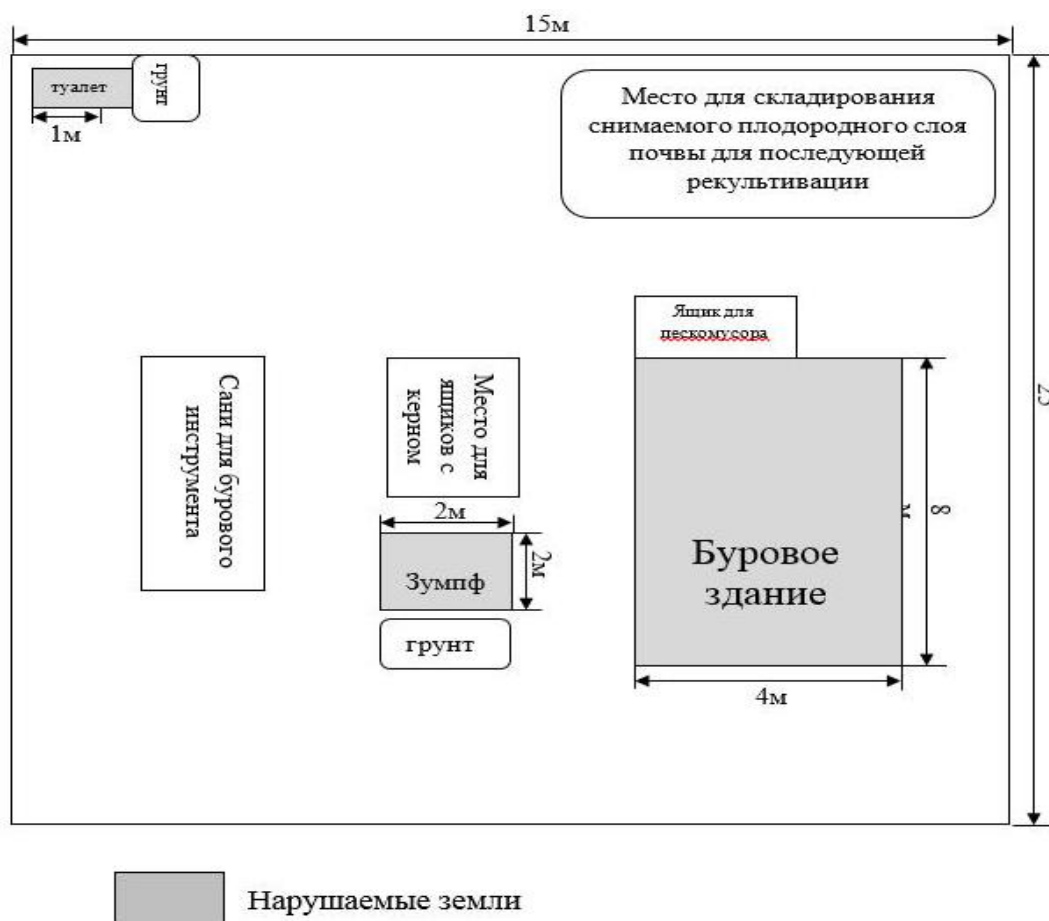 15м
туалет
грунт
1м
Место для складирования
снимаемого плодородного слоя
почвы для последующей
рекультивации
Ящик для
пескомусора
Сани для бурового
инструмента
Место для
ящиков с
керном
2м
2м
Зумпф
грунт
Буровое
здание
8
м
4м
25
Нарушаемые земли